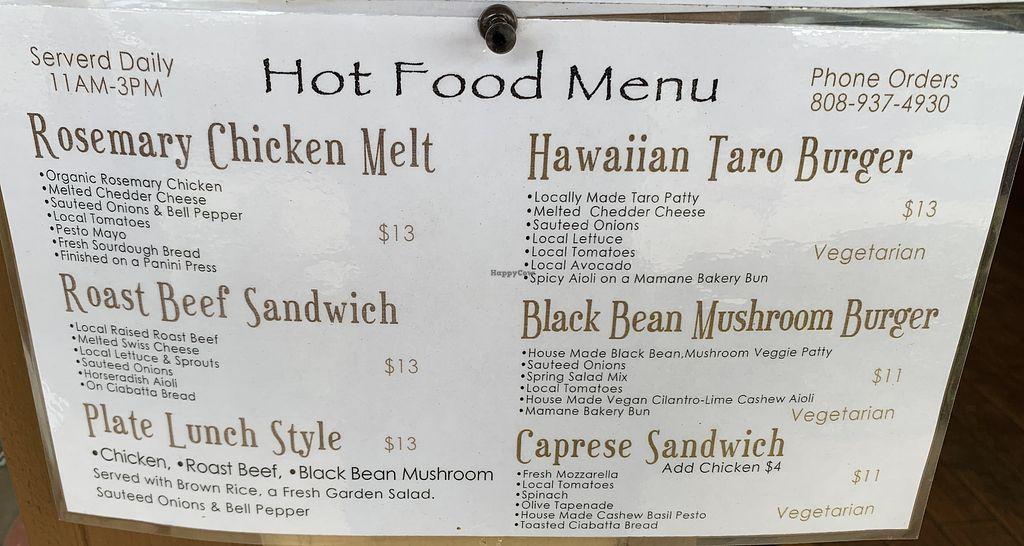 Serverd Daily
11AM-3PM
Hot Food Menu
Phone Orders
808-937-4930
Rosemary Chicken Melt
•Organic Rosemary Chicken
•Melted Chedder Cheese
•Sauteed Onions & Bell Pepper
•Local Tomatoes
•Pesto Mayo
•Fresh Sourdough Bread
•Finished on a Panini Press
$13
Roast Beef Sandwich
•Local Raised Roast Beef
•Melted Swiss Cheese
•Local Lettuce & Sprouts
•Sauteed Onions
•Horseradish Aioli
•On Ciabatta Bread
$13
Plate Lunch Style
$13
•Chicken, •Roast Beef, •Black Bean Mushroom
Served with Brown Rice, a Fresh Garden Salad.
Sauteed Onions & Bell Pepper
Hawaiian Taro Burger
•Locally Made Taro Patty
•Melted Chedder Cheese
•Sauteed Onions
•Local Lettuce
•Local Tomatoes
•Local Avocado
•Spicy Aioli on a Mamane Bakery Bun
$13
Vegetarian
HappyCow
Black Bean Mushroom Burger
•House Made Black Bean,Mushroom Veggie Patty
•Sauteed Onions
•Spring Salad Mix
•Local Tomatoes
•House Made Vegan Cilantro-Lime Cashew Aioli
•Mamane Bakery Bun
$11
Vegetarian
Caprese Sandwich
Add Chicken $4
•Fresh Mozzarella
•Local Tomatoes
•Spinach
•Olive Tapenade
•House Made Cashew Basil Pesto
•Toasted Ciabatta Bread
$11
Vegetarian